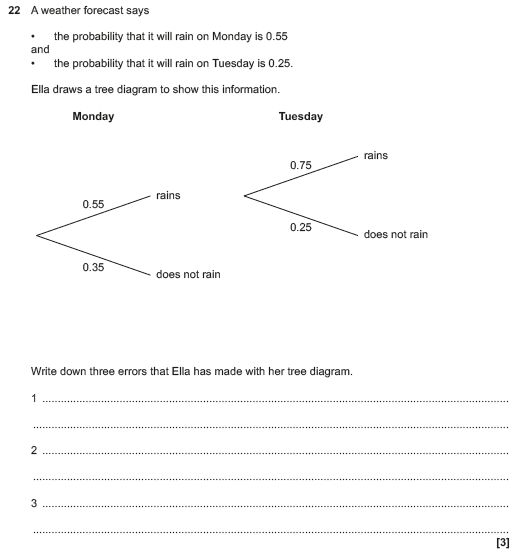 22 A weather forecast says
• the probability that it will rain on Monday is 0.55
and
• the probability that it will rain on Tuesday is 0.25.
Ella draws a tree diagram to show this information.
Monday Tuesday
0.75 rains
0.55 rains
0.25 does not rain
0.35 does not rain
Write down three errors that Ella has made with her tree diagram.
1 ....................................................................................................
....................................................................................................
2 ....................................................................................................
....................................................................................................
3 ....................................................................................................
....................................................................................................
[3]